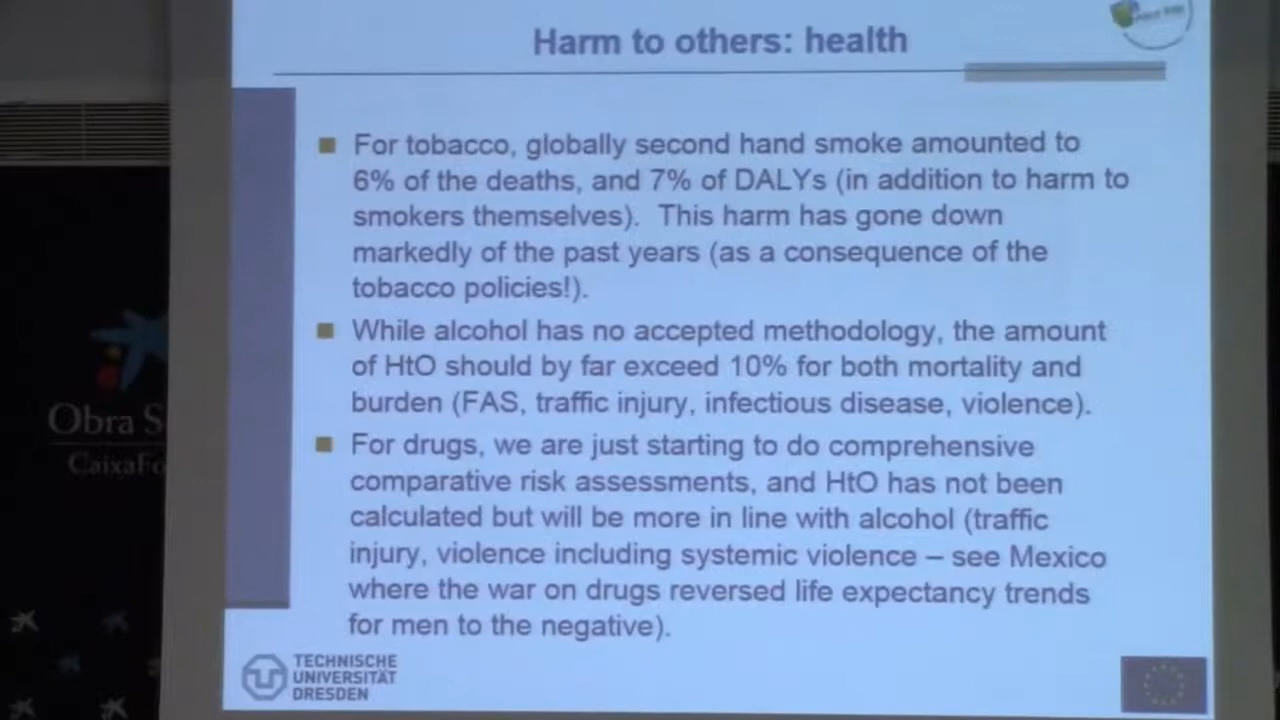 Harm to others: health
For tobacco, globally second hand smoke amounted to
6% of the deaths, and 7% of DALYs (in addition to harm to
smokers themselves). This harm has gone down
markedly of the past years (as a consequence of the
tobacco policies!).
While alcohol has no accepted methodology, the amount
of HtO should by far exceed 10% for both mortality and
burden (FAS, traffic injury, infectious disease, violence).
For drugs, we are just starting to do comprehensive
comparative risk assessments, and HtO has not been
calculated but will be more in line with alcohol (traffic
injury, violence including systemic violence – see Mexico
where the war on drugs reversed life expectancy trends
for men to the negative).
Obra S
CaixaFo
TECHNISCHE
UNIVERSITÄT
DRESDEN